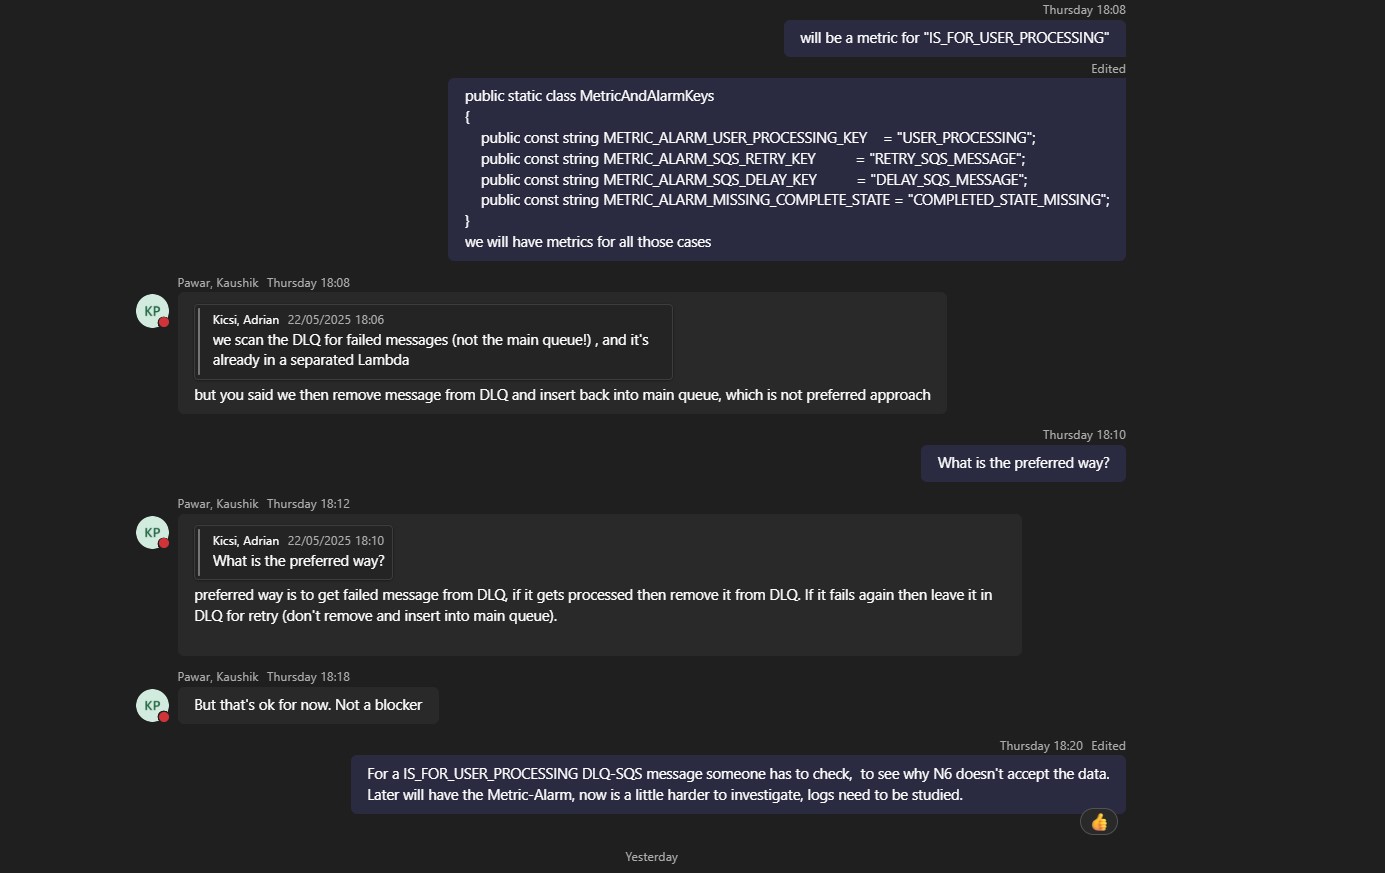 Thursday 18:08
will be a metric for "IS_FOR_USER_PROCESSING"
Edited
public static class MetricAndAlarmKeys
{
public const string METRIC_ALARM_USER_PROCESSING_KEY = "USER_PROCESSING";
public const string METRIC_ALARM_SQS_RETRY_KEY = "RETRY_SQS_MESSAGE";
public const string METRIC_ALARM_SQS_DELAY_KEY = "DELAY_SQS_MESSAGE";
public const string METRIC_ALARM_MISSING_COMPLETE_STATE = "COMPLETED_STATE_MISSING";
}
we will have metrics for all those cases
Pawar, Kaushik Thursday 18:08
KP
Kicsi, Adrian 22/05/2025 18:06
we scan the DLQ for failed messages (not the main queue!) , and it's
already in a separated Lambda
but you said we then remove message from DLQ and insert back into main queue, which is not preferred approach
Thursday 18:10
What is the preferred way?
Pawar, Kaushik Thursday 18:12
KP
Kicsi, Adrian 22/05/2025 18:10
What is the preferred way?
preferred way is to get failed message from DLQ, if it gets processed then remove it from DLQ. If it fails again then leave it in
DLQ for retry (don't remove and insert into main queue).
Pawar, Kaushik Thursday 18:18
KP
But that's ok for now. Not a blocker
Thursday 18:20 Edited
For a IS_FOR_USER_PROCESSING DLQ-SQS message someone has to check,  to see why N6 doesn't accept the data.
Later will have the Metric-Alarm, now is a little harder to investigate, logs need to be studied.
Yesterday